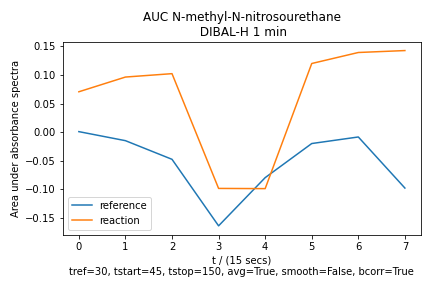 AUC N-methyl-N-nitrosourethane
DIBAL-H 1 min
Area under absorbance spectra
0.15
0.10
0.05
0.00
−0.05
−0.10
−0.15
reference
reaction
0 1 2 3 4 5 6 7
t / (15 secs)
tref=30, tstart=45, tstop=150, avg=True, smooth=False, bcorr=True